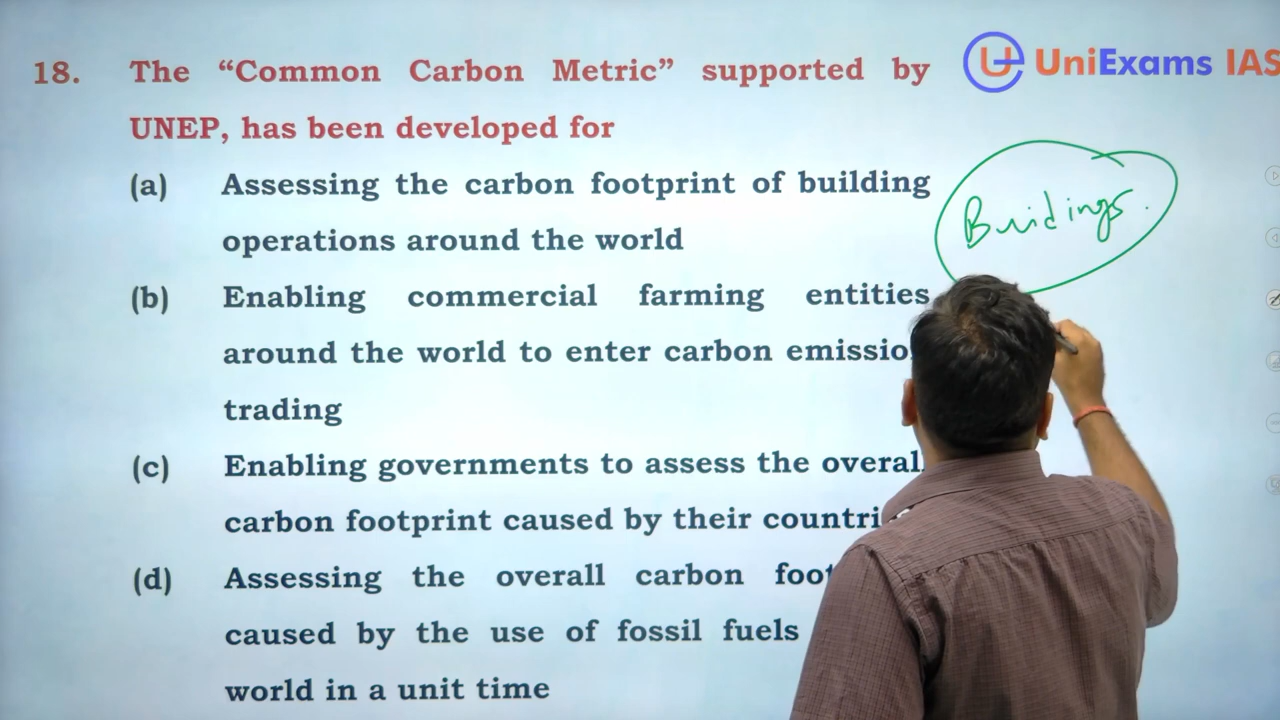 18. The “Common Carbon Metric” supported by
UNEP, has been developed for
(a) Assessing the carbon footprint of building
operations around the world
(b) Enabling commercial farming entities
around the world to enter carbon
trading
(c) Enabling governments to assess the overall
carbon footprint caused by their
(d) Assessing the overall carbon
caused by the use of fossil fuels
world in a unit time
UniExams IAS
Buidings.